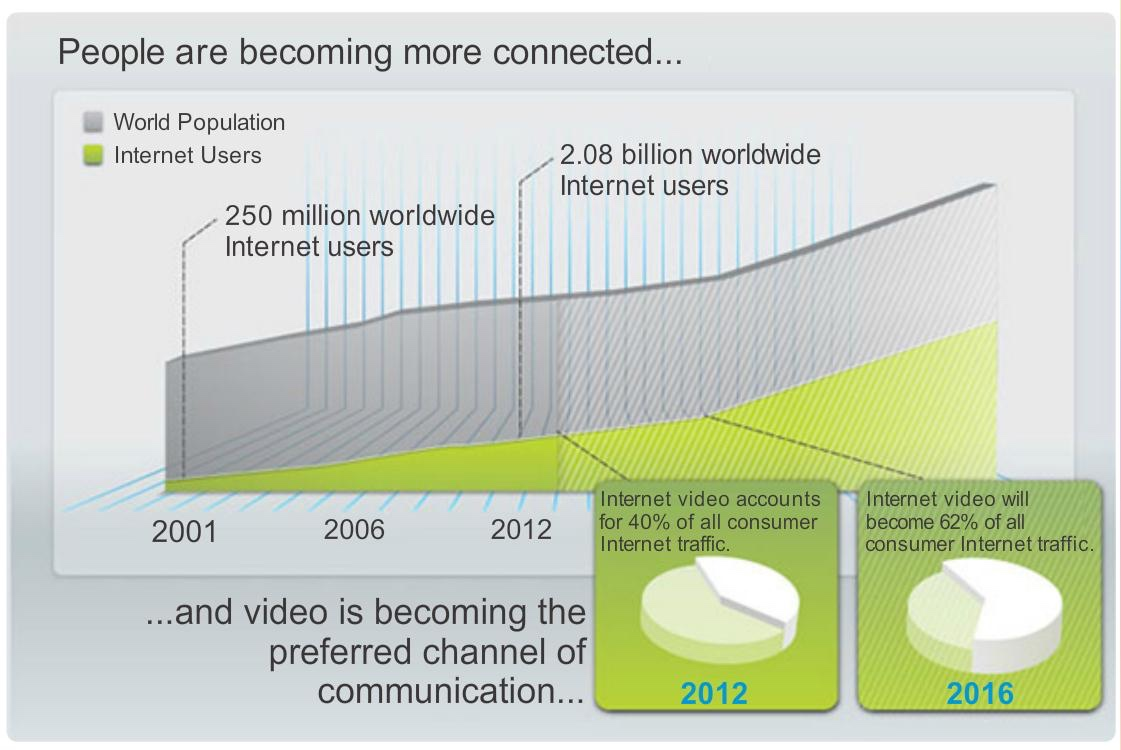 People are becoming more connected...
World Population
Internet Users
2.08 billion worldwide
Internet users
250 million worldwide
Internet users
2001
2006
2012
Internet video accounts
for 40% of all consumer
Internet traffic.
2012
Internet video will
become 62% of all
consumer Internet traffic.
2016
...and video is becoming the
preferred channel of
communication...